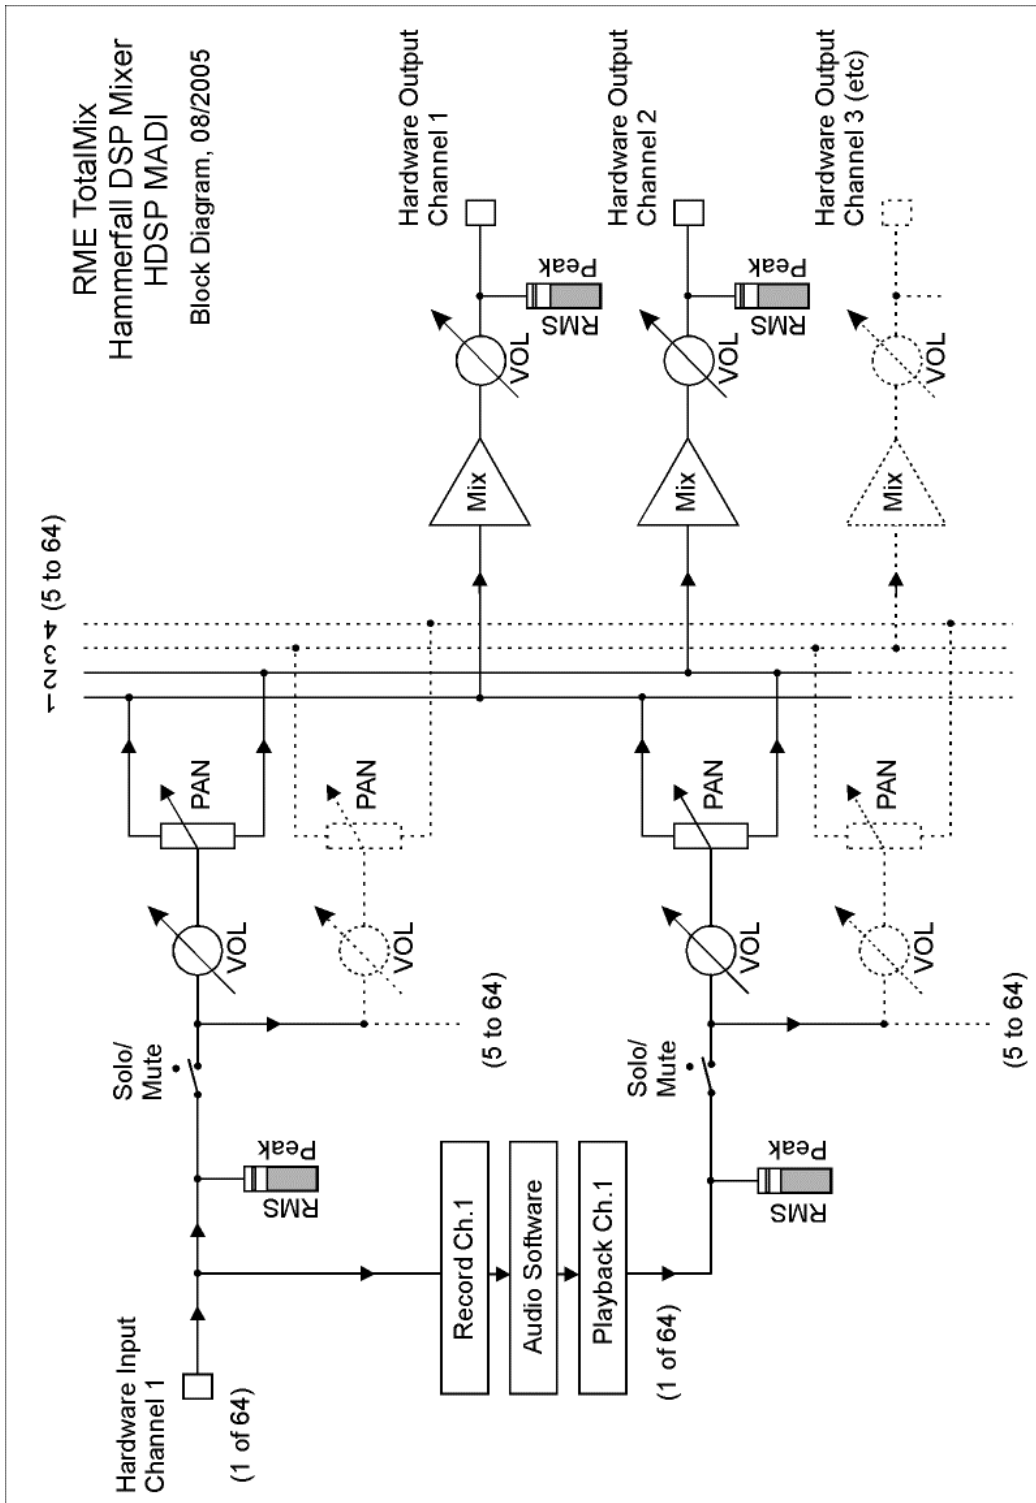 RME TotalMix
Hammerfall DSP Mixer
HDSP MADI
Block Diagram, 08/2005
Hardware Input
Channel 1
(1 of 64)
RMS
Peak
Solo/
Mute
VOL
PAN
VOL
PAN
(5 to 64)
1 2 3 4 (5 to 64)
Record Ch.1
Audio Software
Playback Ch.1
(1 of 64)
RMS
Peak
Solo/
Mute
VOL
PAN
VOL
PAN
(5 to 64)
Mix
VOL
RMS
Peak
Hardware Output
Channel 1
Mix
VOL
RMS
Peak
Hardware Output
Channel 2
Mix
VOL
Hardware Output
Channel 3 (etc)